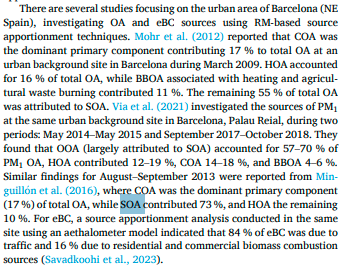 There are several studies focusing on the urban area of Barcelona (NE
Spain), investigating OA and eBC sources using RM-based source
apportionment techniques. Mohr et al. (2012) reported that COA was
the dominant primary component contributing 17 % to total OA at an
urban background site in Barcelona during March 2009. HOA accounted
for 16 % of total OA, while BBOA associated with heating and agricul-
tural waste burning contributed 11 %. The remaining 55 % of total OA
was attributed to SOA. Via et al. (2021) investigated the sources of PM1
at the same urban background site in Barcelona, Palau Reial, during two
periods: May 2014–May 2015 and September 2017–October 2018. They
found that OOA (largely attributed to SOA) accounted for 57–70 % of
PM1 OA, HOA contributed 12–19 %, COA 14–18 %, and BBOA 4–6 %.
Similar findings for August–September 2013 were reported from Min-
guillón et al. (2016), where COA was the dominant primary component
(17 %) of total OA, while SOA contributed 73 %, and HOA the remaining
10 %. For eBC, a source apportionment analysis conducted in the same
site using an aethalometer model indicated that 84 % of eBC was due to
traffic and 16 % due to residential and commercial biomass combustion
sources (Savadkoohi et al., 2023).